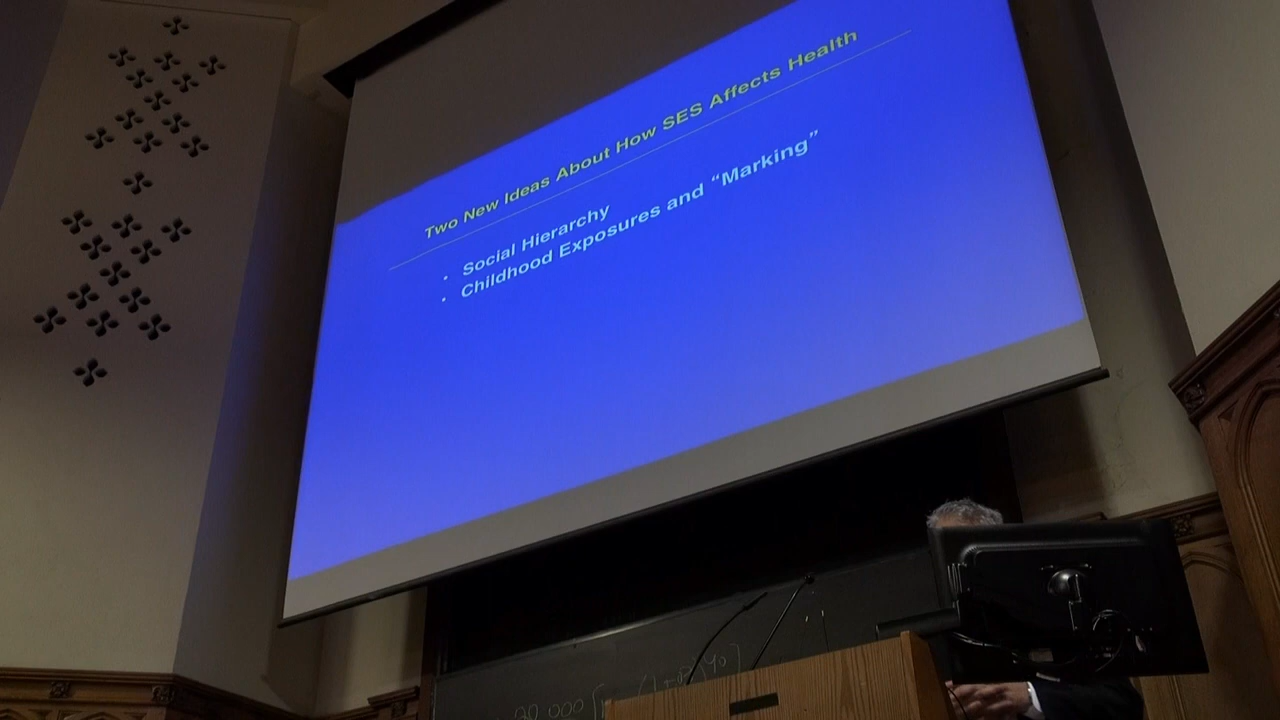 Two New Ideas About How SES Affects Health
• Social Hierarchy
• Childhood Exposures and “Marking”